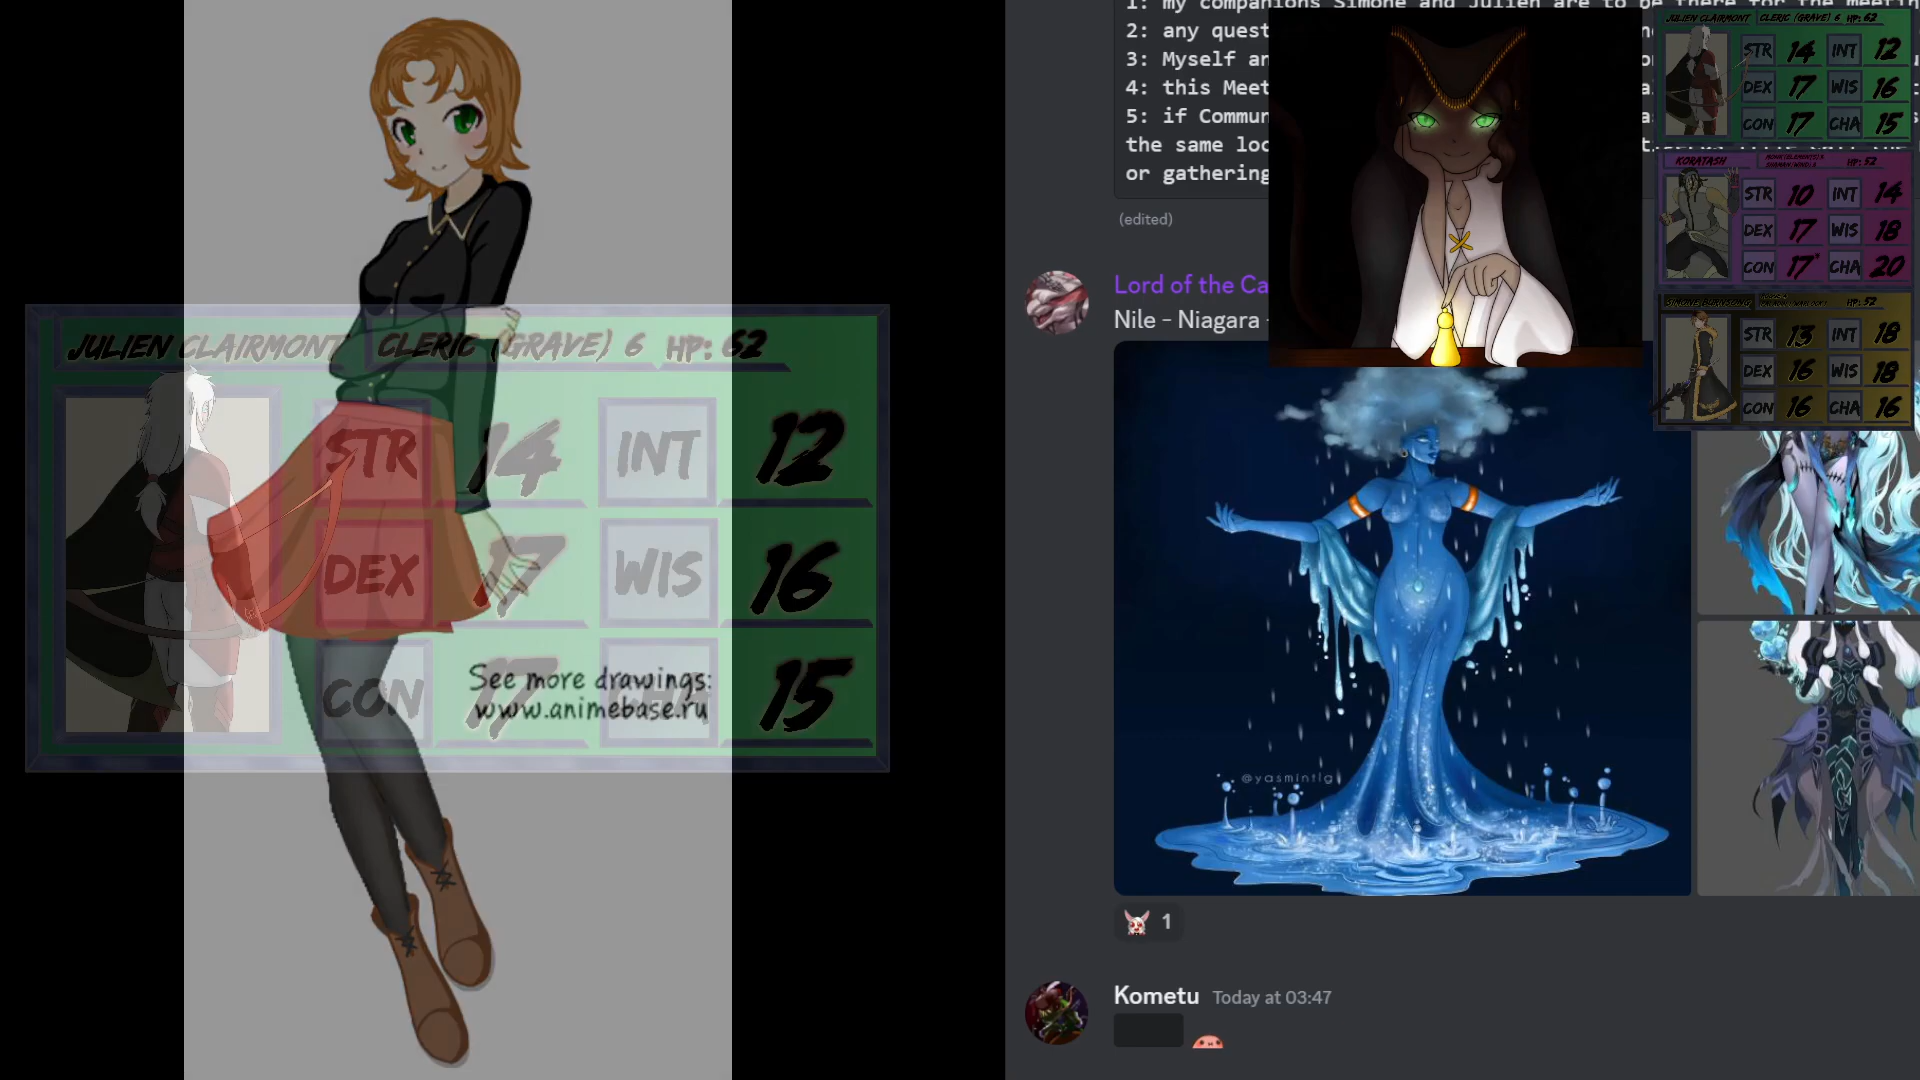 JULIEN CLAIRMONT CLERIC (GRAVE) 6 HP: 62
STR 14 INT 12
DEX 17 WIS 16
CON 17 CHA 15
See more drawings:
www.animebase.ru
1: my companions Simone and Julien are to be there for the meetin
2: any quest
3: Myself an
4: this Meet
5: if Commun
the same loc
or gathering
(edited)
Lord of the Ca
Nile - Niagara -
@yasmintlg
1
Kometu Today at 03:47
JULIEN CLAIRMONT CLERIC (GRAVE) 6 HP: 62
STR 14 INT 12
DEX 17 WIS 16
CON 17 CHA 15
KORATASH HP: 52
STR 10 INT 14
DEX 17 WIS 18
CON 17 CHA 20
HP: 52
STR 13 INT 18
DEX 16 WIS 18
CON 16 CHA 16